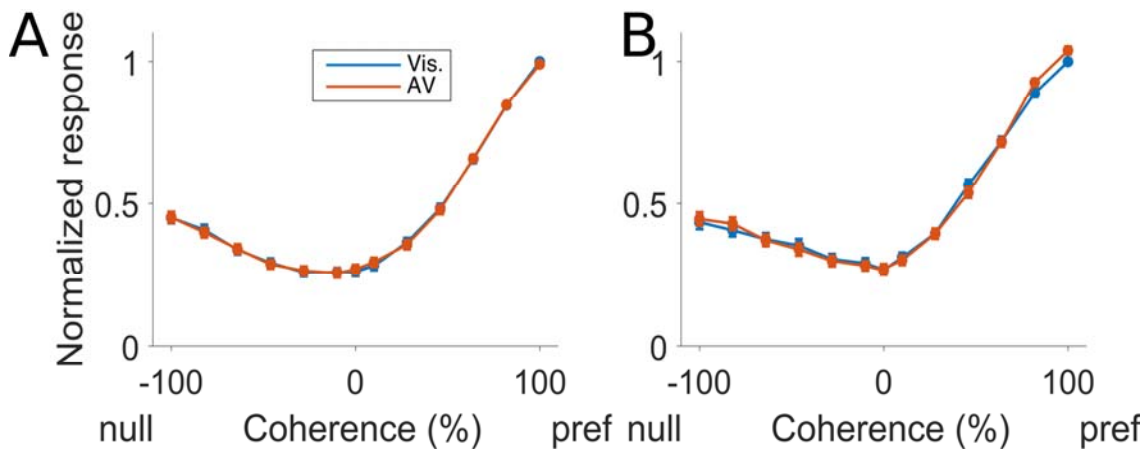 A
B
Normalized response
Vis.
AV
1
0.5
0
-100
0
100
null
Coherence (%)
pref
1
0.5
0
-100
0
100
null
Coherence (%)
pref